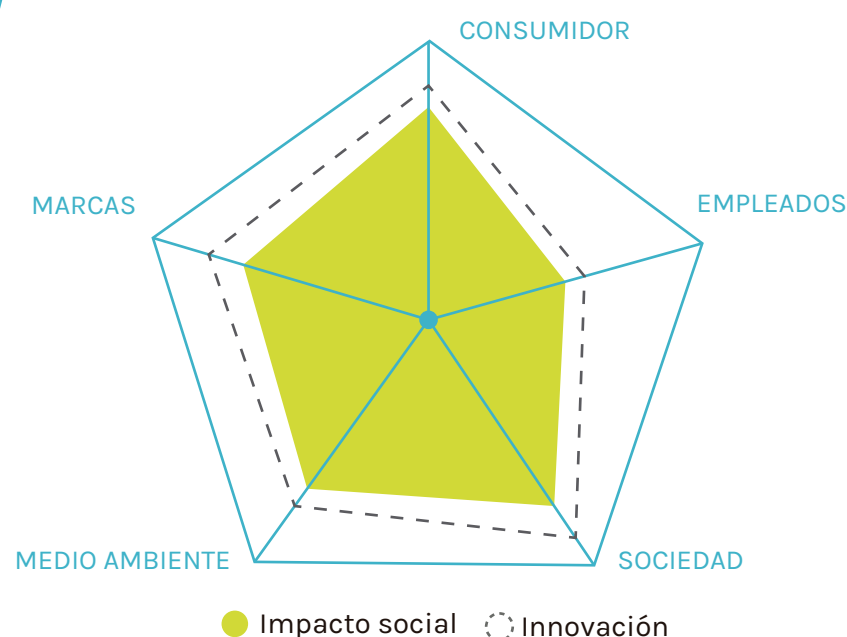 CONSUMIDOR
EMPLEADOS
MARCAS
MEDIO AMBIENTE
SOCIEDAD
Impacto social
Innovación